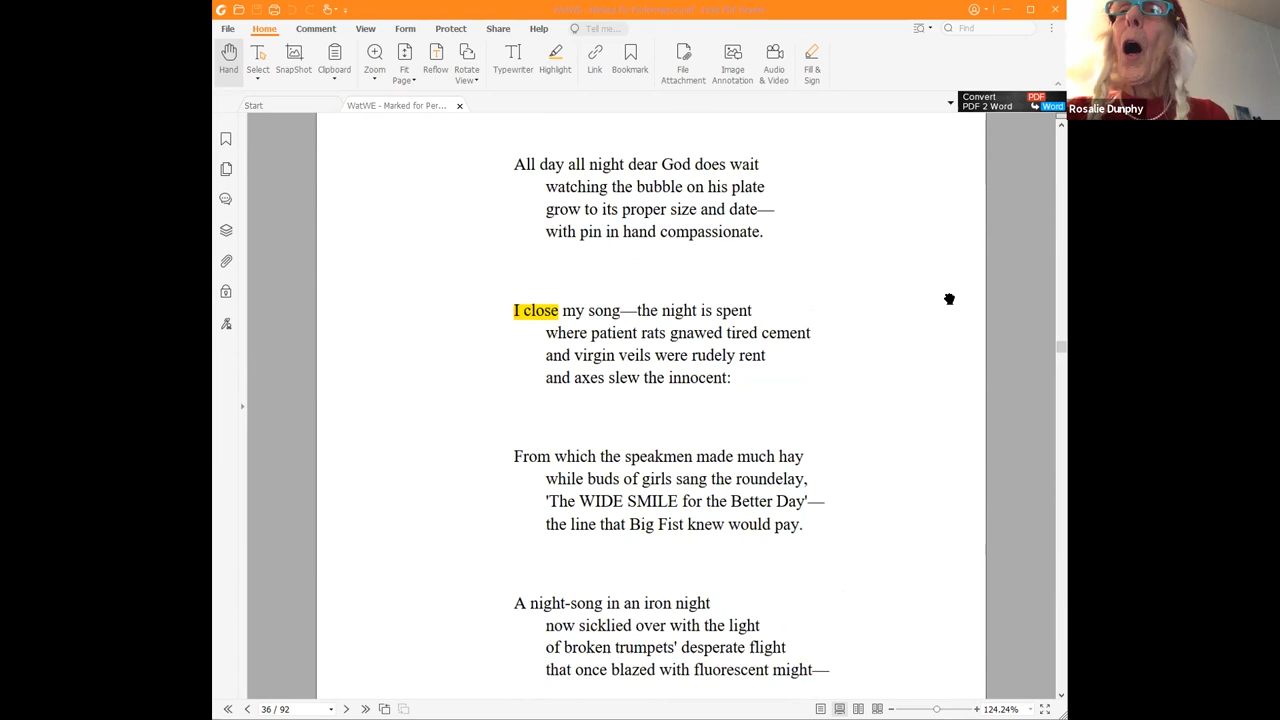 File Home Comment View Form Protect Share Help Tell me... Find
Hand Select SnapShot Clipboard Zoom Fit Page Reflow Rotate View Typewriter Highlight Link Bookmark File Attachment Image Annotation Audio & Video Fill & Sign
Start WatWE - Marked for Per... Convert PDF 2 Word PDF Word
Rosalie Dunphy
All day all night dear God does wait
watching the bubble on his plate
grow to its proper size and date—
with pin in hand compassionate.
I close my song—the night is spent
where patient rats gnawed tired cement
and virgin veils were rudely rent
and axes slew the innocent:
From which the speakmen made much hay
while buds of girls sang the roundelay,
'The WIDE SMILE for the Better Day'—
the line that Big Fist knew would pay.
A night-song in an iron night
now sicklied over with the light
of broken trumpets' desperate flight
that once blazed with fluorescent might—
36 / 92 124.24%